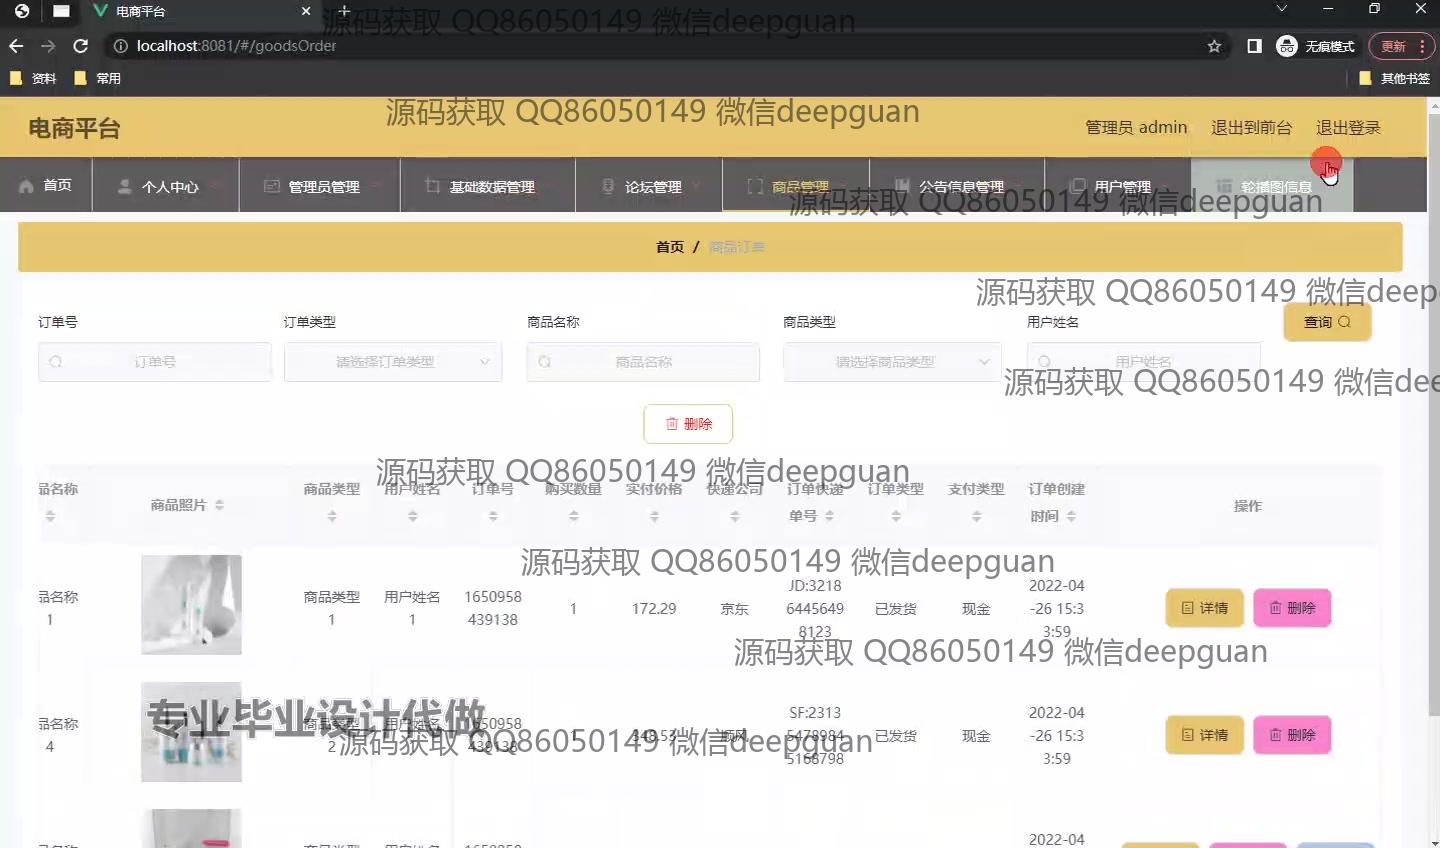 电商平台
源码获取 QQ86050149 微信deepguan
localhost:8081/#/goodsOrder
无痕模式
更新
资料
常用
其他书签
电商平台
源码获取 QQ86050149 微信deepguan
管理员 admin
退出到前台
退出登录
首页
个人中心
管理员管理
基础数据管理
论坛管理
商品管理
公告信息管理
用户管理
轮播图信息
源码获取 QQ86050149 微信deepguan
首页 / 商品订单
源码获取 QQ86050149 微信deep
订单号
订单类型
商品名称
商品类型
用户姓名
查询
订单号
请选择订单类型
商品名称
请选择商品类型
用户姓名
源码获取 QQ86050149 微信dee
删除
源码获取 QQ86050149 微信deepguan
品名称
商品照片
商品类型
用户姓名
订单号
购买数量
实付价格
快递公司
订单快递
单号
订单类型
支付类型
订单创建
时间
操作
源码获取 QQ86050149 微信deepguan
品名称
1
商品类型
1
用户姓名
1
1650958
439138
1
172.29
京东
JD:3218
6445649
8123
已发货
现金
2022-04
-26 15:3
3:59
详情
删除
源码获取 QQ86050149 微信deepguan
专业毕业设计代做
品名称
4
商品类型
2
用户姓名
1650958
439138
1
348.53
顺风
SF:2313
5478984
5168798
已发货
现金
2022-04
-26 15:3
3:59
详情
删除
源码获取 QQ86050149 微信deepguan
2022-04